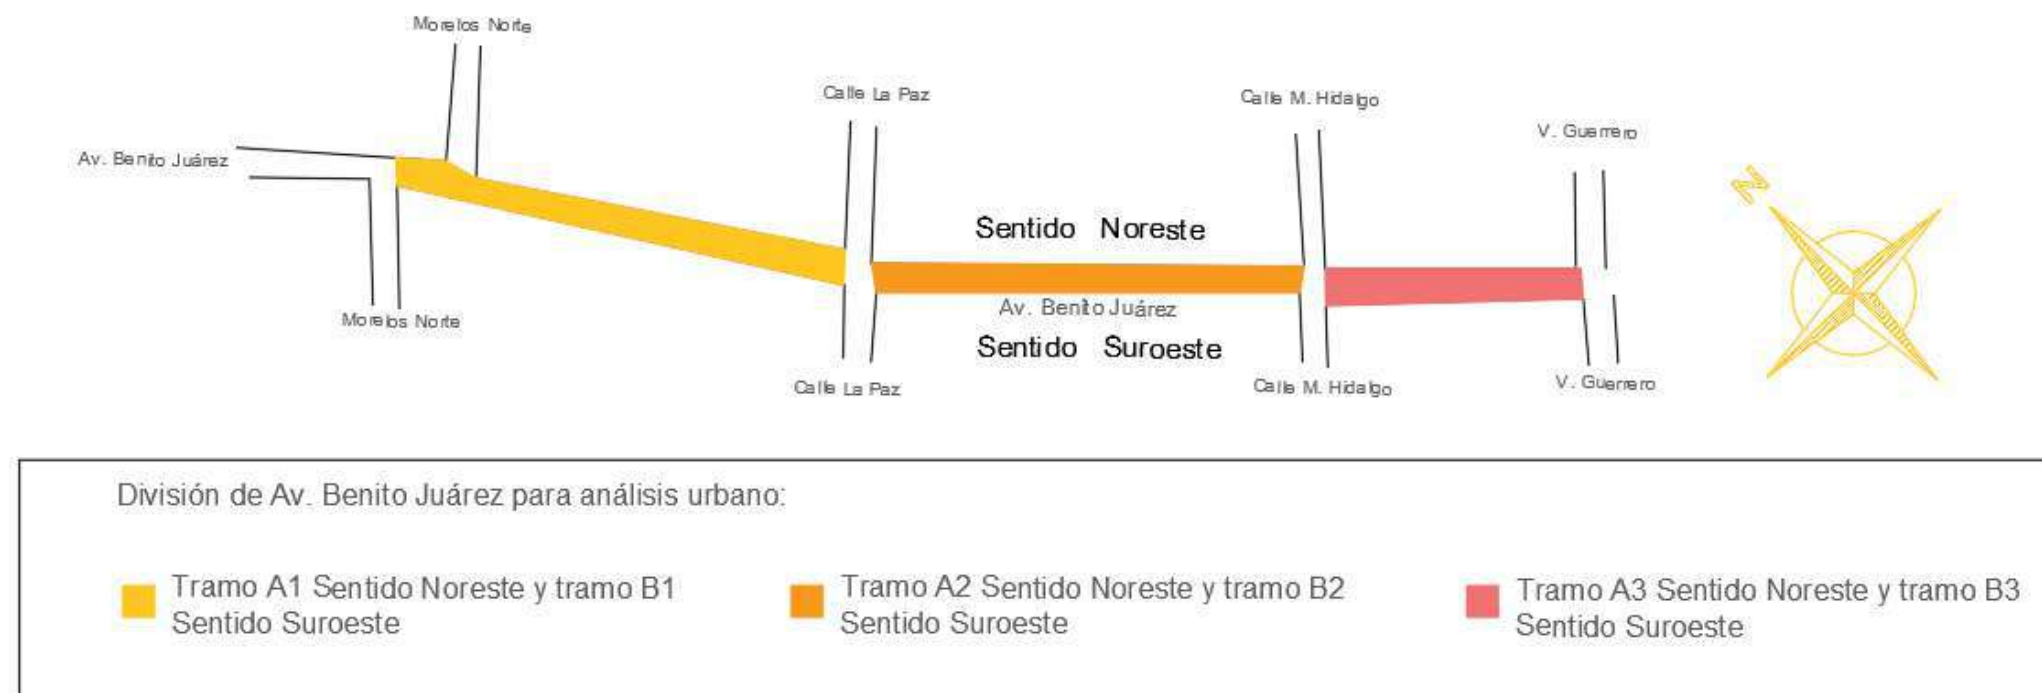 Morelos Norte
Calle La Paz
Calle M. Hidalgo
V. Guerrero
Av. Benito Juárez
N
Sentido Noreste
Av. Benito Juárez
Sentido Suroeste
Morelos Norte
Calle La Paz
Calle M. Hidalgo
V. Guerrero
División de Av. Benito Juárez para análisis urbano:
Tramo A1 Sentido Noreste y tramo B1
Sentido Suroeste
Tramo A2 Sentido Noreste y tramo B2
Sentido Suroeste
Tramo A3 Sentido Noreste y tramo B3
Sentido Suroeste